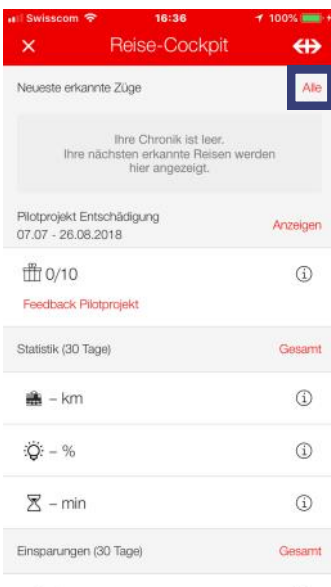 Swisscom 16:36 100%
Reise-Cockpit
Neueste erkannte Züge Alle
Ihre Chronik ist leer.
Ihre nächsten erkannte Reisen werden
hier angezeigt.
Pilotprojekt Entschädigung
07.07 - 26.08.2018 Anzeigen
0/10
Feedback Pilotprojekt
Statistik (30 Tage) Gesamt
– km
– %
– min
Einsparungen (30 Tage) Gesamt